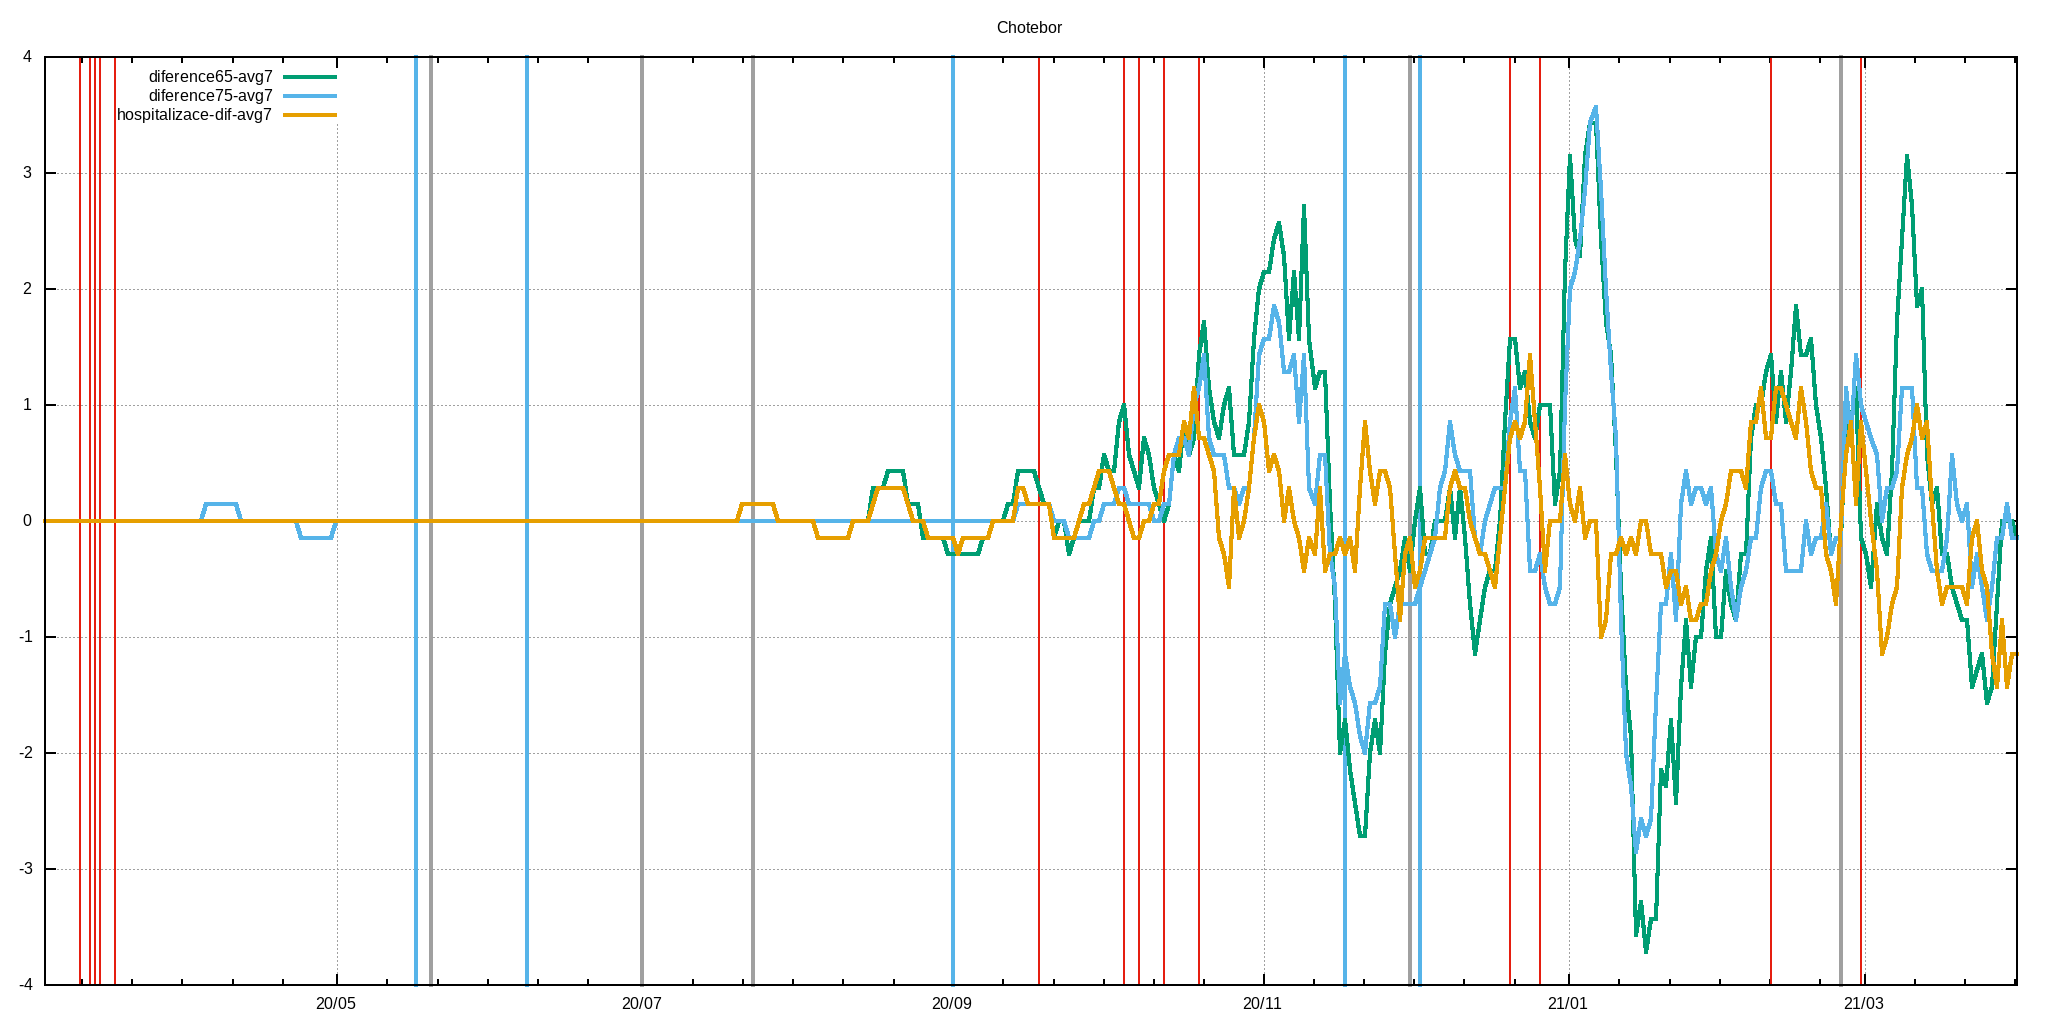 Chotebor
4
diference65-avg7
diference75-avg7
hospitalizace-dif-avg7
3
2
1
0
-1
-2
-3
-4
20/05 20/07 20/09 20/11 21/01 21/03